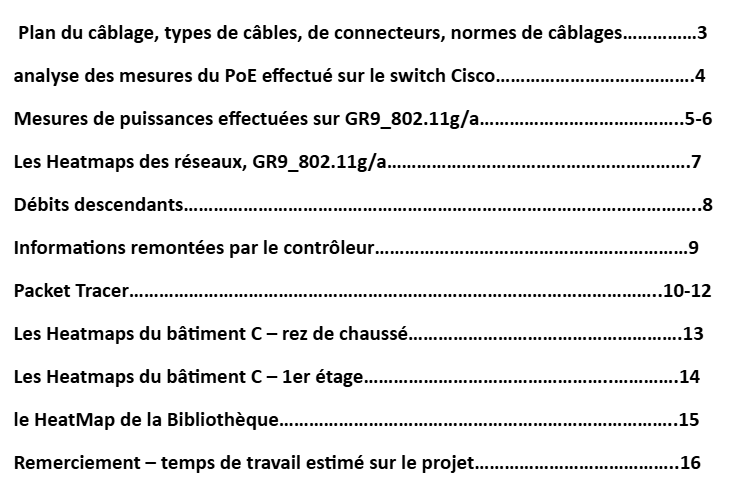 Plan du câblage, types de câbles, de connecteurs, normes de câblages……………3
analyse des mesures du PoE effectué sur le switch Cisco………………………………….4
Mesures de puissances effectuées sur GR9_802.11g/a…………………………………..5-6
Les Heatmaps des réseaux, GR9_802.11g/a…………………………………………………….7
Débits descendants…………………………………………………………………………………………..8
Informations remontées par le contrôleur………………………………………………………9
Packet Tracer……………………………………………………………………………………………..10-12
Les Heatmaps du bâtiment C – rez de chaussé……………………………………………….13
Les Heatmaps du bâtiment C – 1er étage…………………………………………..………….14
le HeatMap de la Bibliothèque……………………………………………………………………..15
Remerciement – temps de travail estimé sur le projet…………………………………..16